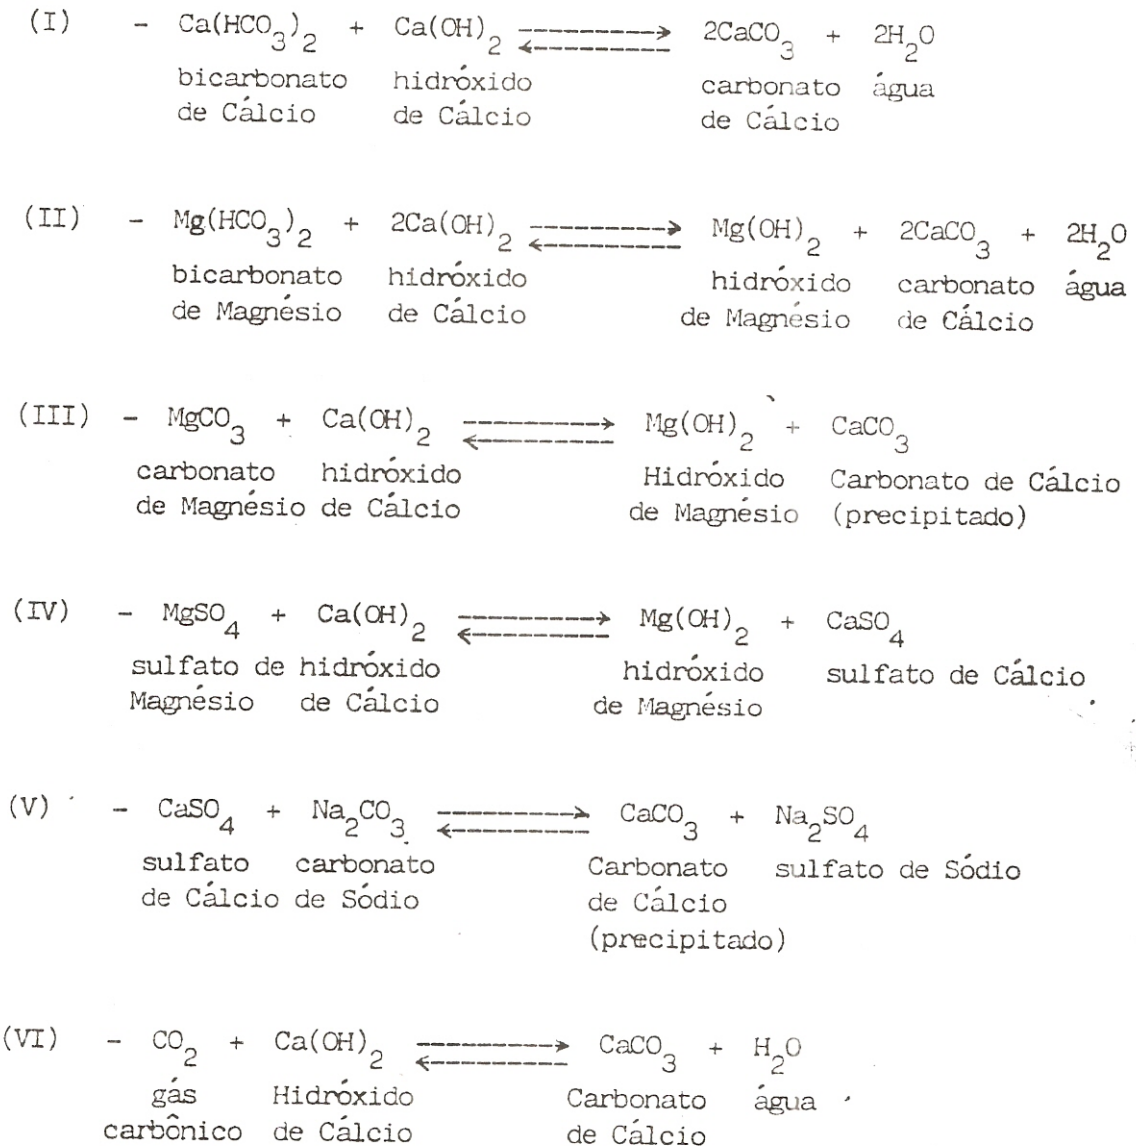 (I) - Ca(HCO3)2 + Ca(OH)2 ⇄ 2CaCO3 + 2H2O
bicarbonato hidróxido carbonato água
de Cálcio de Cálcio de Cálcio
(II) - Mg(HCO3)2 + 2Ca(OH)2 ⇄ Mg(OH)2 + 2CaCO3 + 2H2O
bicarbonato hidróxido hidróxido carbonato água
de Magnésio de Cálcio de Magnésio de Cálcio
(III) - MgCO3 + Ca(OH)2 ⇄ Mg(OH)2 + CaCO3
carbonato hidróxido Hidróxido Carbonato de Cálcio
de Magnésio de Cálcio de Magnésio (precipitado)
(IV) - MgSO4 + Ca(OH)2 ⇄ Mg(OH)2 + CaSO4
sulfato de hidróxido hidróxido sulfato de Cálcio
Magnésio de Cálcio de Magnésio
(V) - CaSO4 + Na2CO3 ⇄ CaCO3 + Na2SO4
sulfato carbonato Carbonato sulfato de Sódio
de Cálcio de Sódio de Cálcio
(precipitado)
(VI) - CO2 + Ca(OH)2 ⇄ CaCO3 + H2O
gás Hidróxido Carbonato água
carbônico de Cálcio de Cálcio